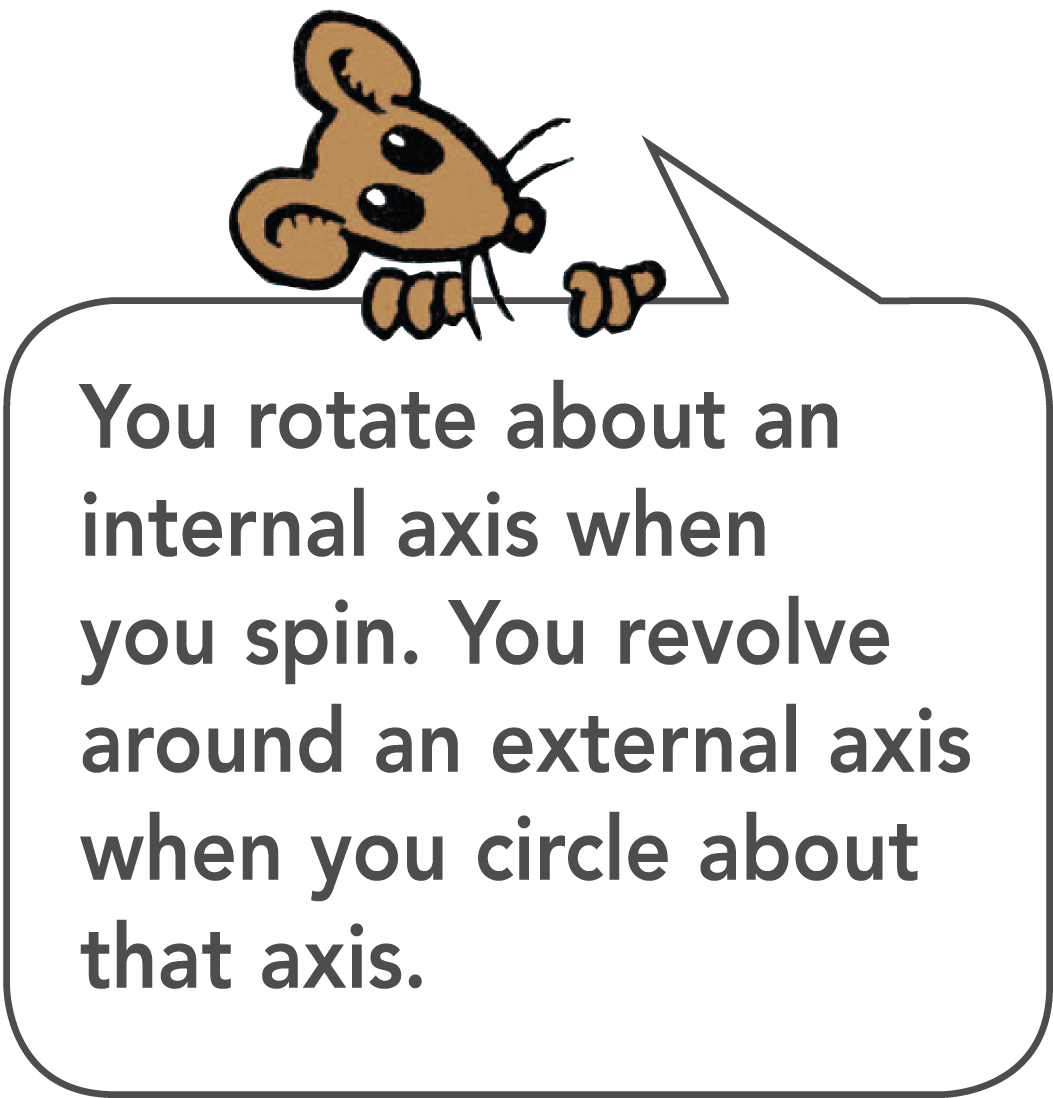 You rotate about an
internal axis when
you spin. You revolve
around an external axis
when you circle about
that axis.